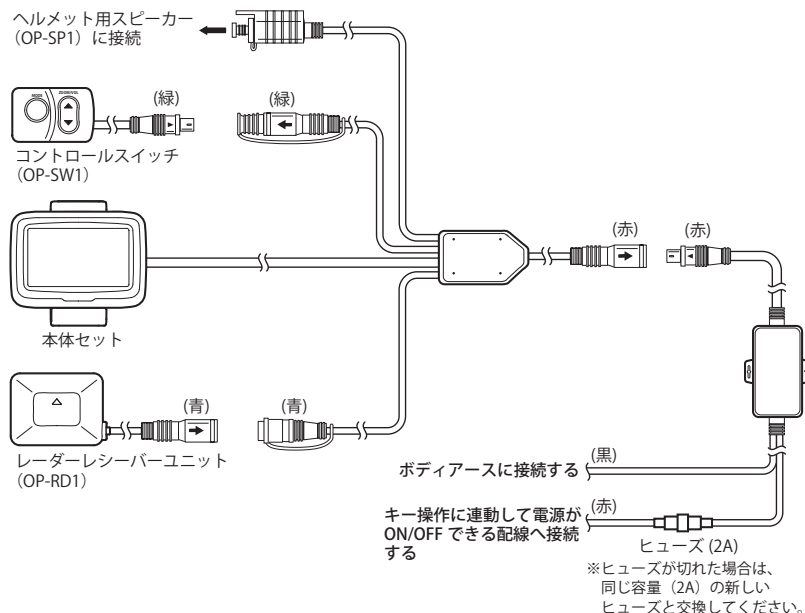 ヘルメット用スピーカー
（OP-SP1）に接続
(緑)
(緑)
MODE
ZOOM/VOL
コントロールスイッチ
（OP-SW1）
(赤)
(赤)
本体セット
(青)
(青)
レーダーレシーバーユニット
（OP-RD1）
ボディアースに接続する
(黒)
キー操作に連動して電源が
ON/OFF できる配線へ接続
する
(赤)
ヒューズ (2A)
※ヒューズが切れた場合は、
同じ容量（2A）の新しい
ヒューズと交換してください。